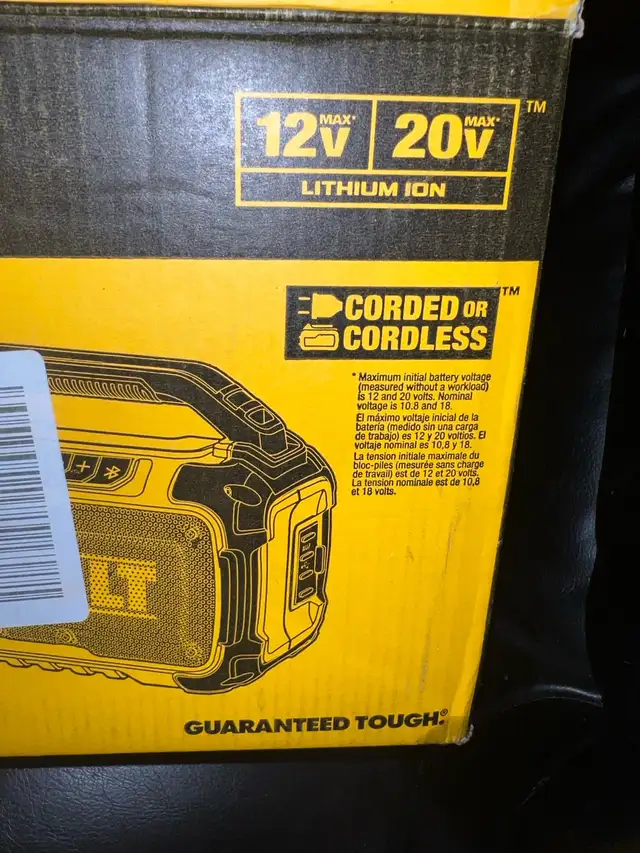 12V MAX* 20V MAX* ™
LITHIUM ION
CORDED OR ™
CORDLESS
* Maximum initial battery voltage
(measured without a workload)
is 12 and 20 volts. Nominal
voltage is 10.8 and 18.
El máximo voltaje inicial de la
batería (medido sin una carga
de trabajo) es 12 y 20 voltios. El
voltaje nominal es 10,8 y 18.
La tension initiale maximale du
bloc-piles (mesurée sans charge
de travail) est de 12 et 20 volts.
La tension nominale est de 10,8
et 18 volts.
+
LT
GUARANTEED TOUGH.®